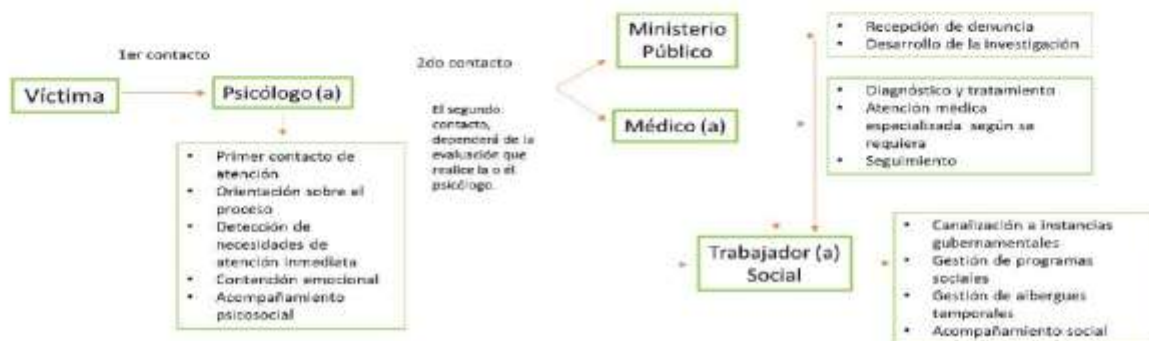 1er contacto
Víctima
Psicólogo (a)
• Primer contacto de
atención
• Orientación sobre el
proceso
• Detección de
necesidades de
atención inmediata
• Contención emocional
• Acompañamiento
psicosocial
2do contacto
El segundo
contacto,
dependerá de la
evaluación que
realice la o él
psicólogo.
Ministerio
Público
Médico (a)
• Recepción de denuncia
• Desarrollo de la Investigación
• Diagnóstico y tratamiento
• Atención médica
especializada según se
requiera
• Seguimiento
Trabajador (a)
Social
• Canalización a instancias
gubernamentales
• Gestión de programas
sociales
• Gestión de albergues
temporales
• Acompañamiento social